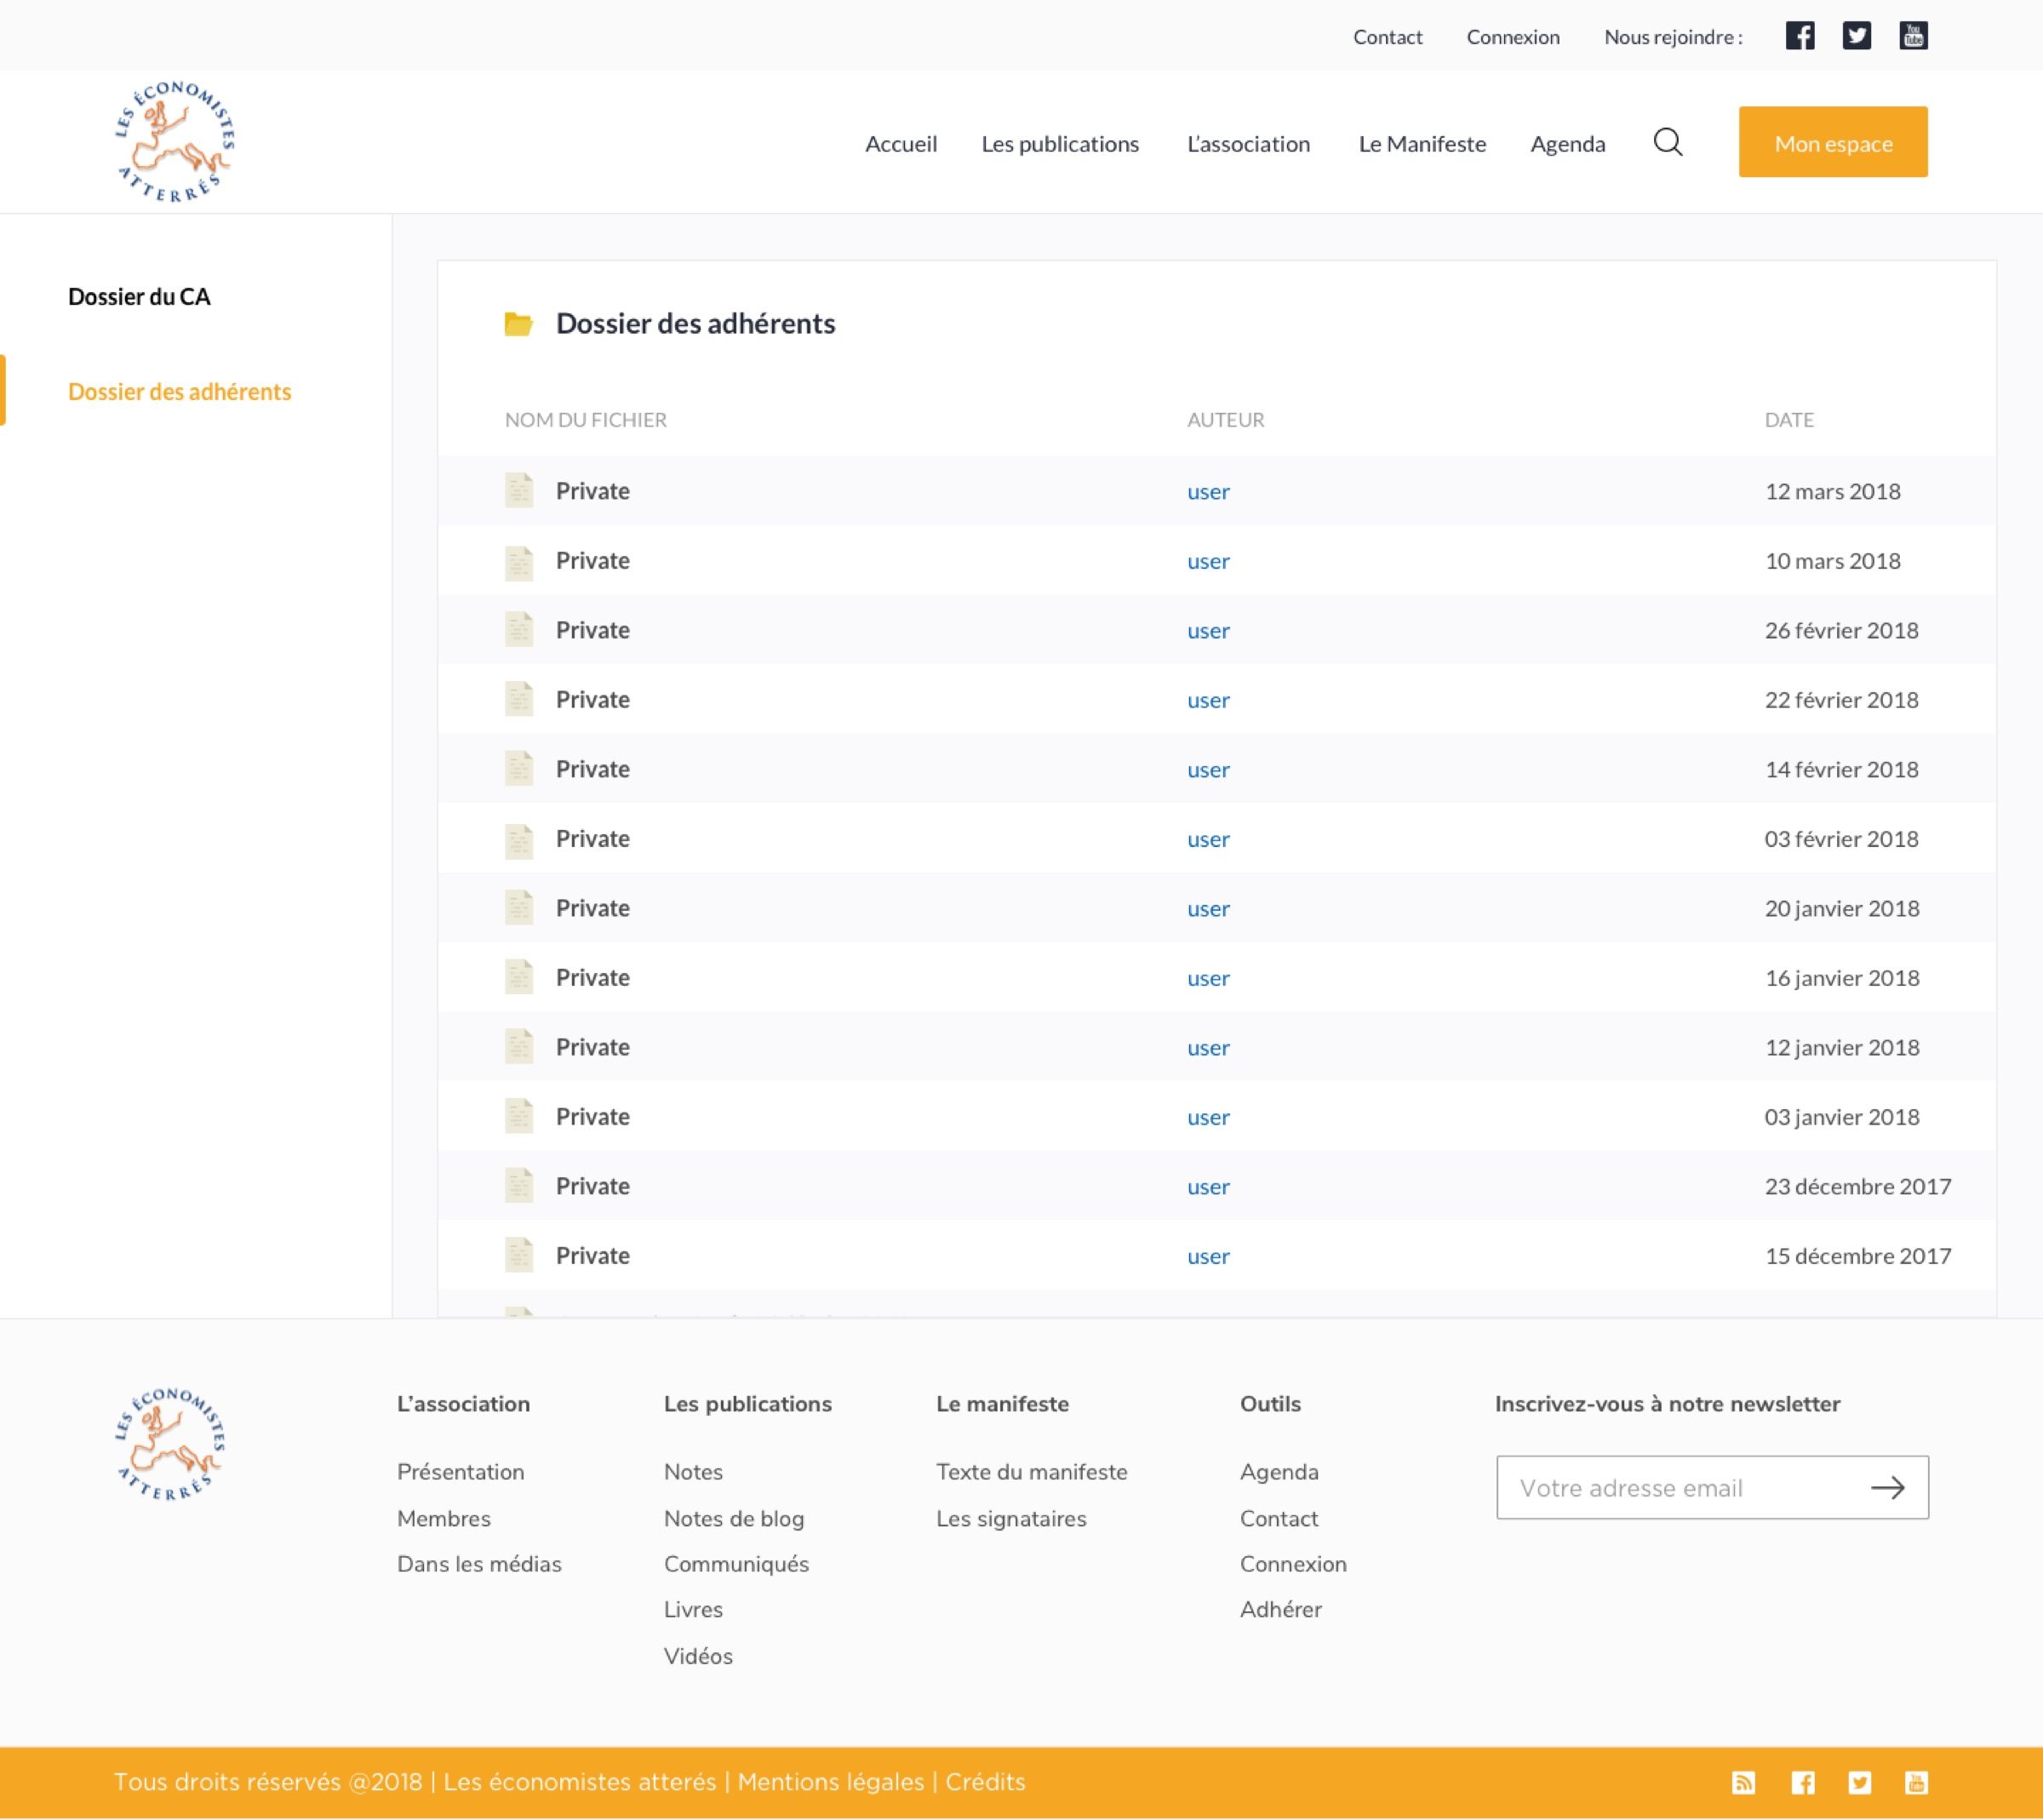 Contact Connexion Nous rejoindre :
LES ÉCONOMISTES ATTERRÉS
Accueil Les publications L'association Le Manifeste Agenda Mon espace
Dossier du CA
Dossier des adhérents
Dossier des adhérents
NOM DU FICHIER AUTEUR DATE
Private user 12 mars 2018
Private user 10 mars 2018
Private user 26 février 2018
Private user 22 février 2018
Private user 14 février 2018
Private user 03 février 2018
Private user 20 janvier 2018
Private user 16 janvier 2018
Private user 12 janvier 2018
Private user 03 janvier 2018
Private user 23 décembre 2017
Private user 15 décembre 2017
LES ÉCONOMISTES ATTERRÉS
L'association
Présentation
Membres
Dans les médias
Les publications
Notes
Notes de blog
Communiqués
Livres
Vidéos
Le manifeste
Texte du manifeste
Les signataires
Outils
Agenda
Contact
Connexion
Adhérer
Inscrivez-vous à notre newsletter
Votre adresse email
Tous droits réservés @2018 | Les économistes atterés | Mentions légales | Crédits